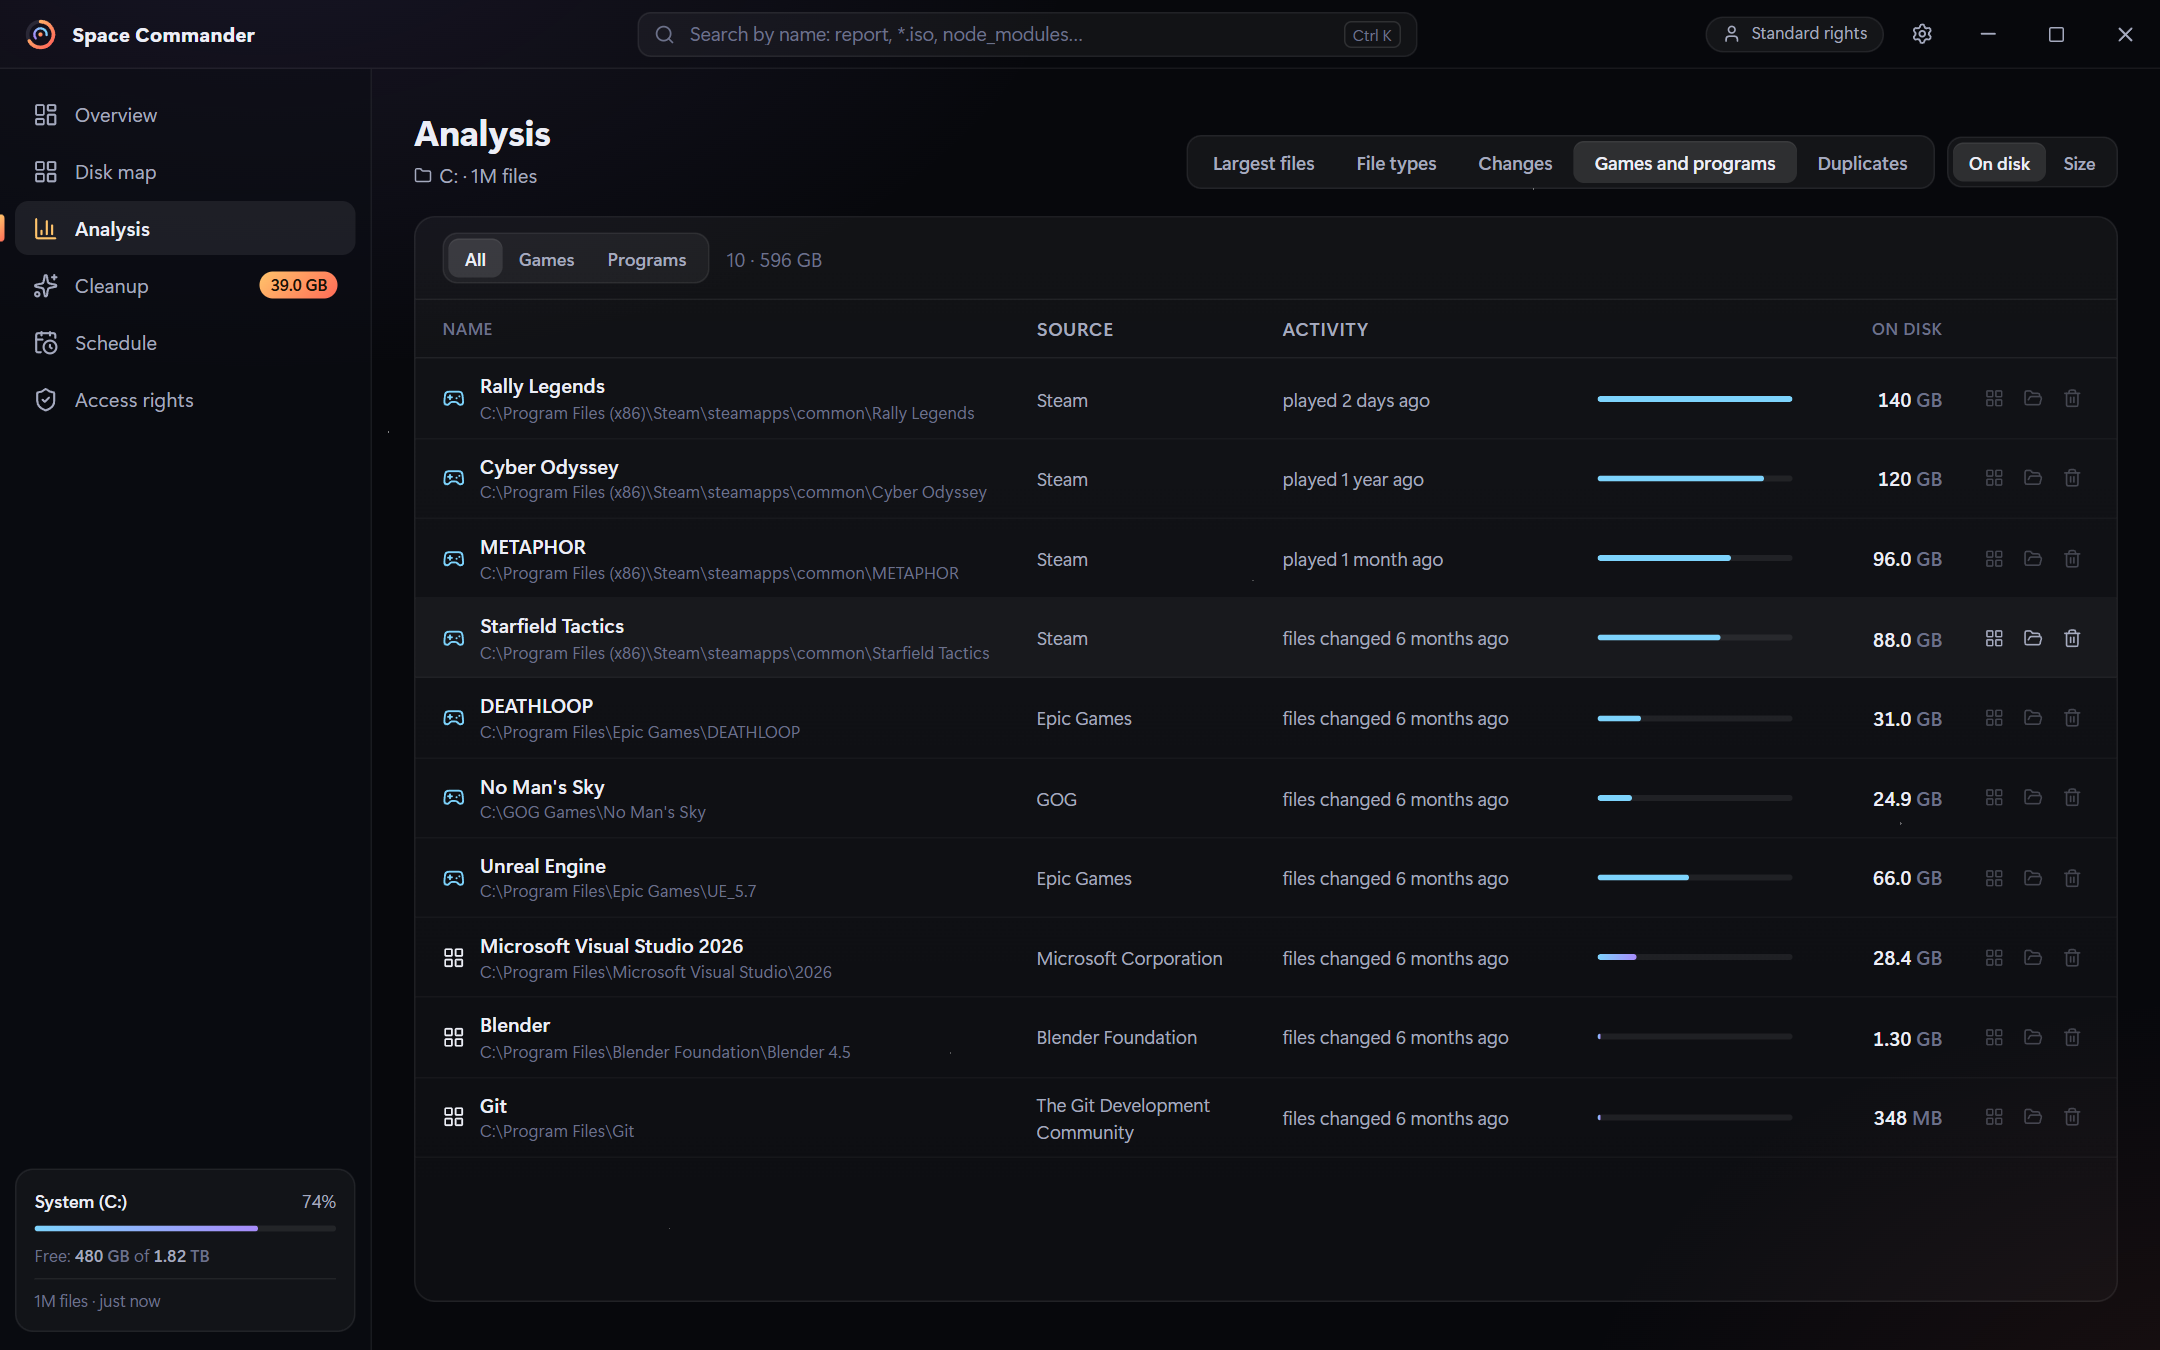 Space Commander
Search by name: report, *.iso, node_modules...
Ctrl K
Standard rights
Overview
Disk map
Analysis
Cleanup
39.0 GB
Schedule
Access rights
System (C:)
74%
Free: 480 GB of 1.82 TB
1M files · just now
Analysis
C: · 1M files
Largest files
File types
Changes
Games and programs
Duplicates
On disk
Size
All
Games
Programs
10 · 596 GB
NAME
SOURCE
ACTIVITY
ON DISK
Rally Legends
C:\Program Files (x86)\Steam\steamapps\common\Rally Legends
Steam
played 2 days ago
140 GB
Cyber Odyssey
C:\Program Files (x86)\Steam\steamapps\common\Cyber Odyssey
Steam
played 1 year ago
120 GB
METAPHOR
C:\Program Files (x86)\Steam\steamapps\common\METAPHOR
Steam
played 1 month ago
96.0 GB
Starfield Tactics
C:\Program Files (x86)\Steam\steamapps\common\Starfield Tactics
Steam
files changed 6 months ago
88.0 GB
DEATHLOOP
C:\Program Files\Epic Games\DEATHLOOP
Epic Games
files changed 6 months ago
31.0 GB
No Man's Sky
C:\GOG Games\No Man's Sky
GOG
files changed 6 months ago
24.9 GB
Unreal Engine
C:\Program Files\Epic Games\UE_5.7
Epic Games
files changed 6 months ago
66.0 GB
Microsoft Visual Studio 2026
C:\Program Files\Microsoft Visual Studio\2026
Microsoft Corporation
files changed 6 months ago
28.4 GB
Blender
C:\Program Files\Blender Foundation\Blender 4.5
Blender Foundation
files changed 6 months ago
1.30 GB
Git
C:\Program Files\Git
The Git Development
Community
files changed 6 months ago
348 MB